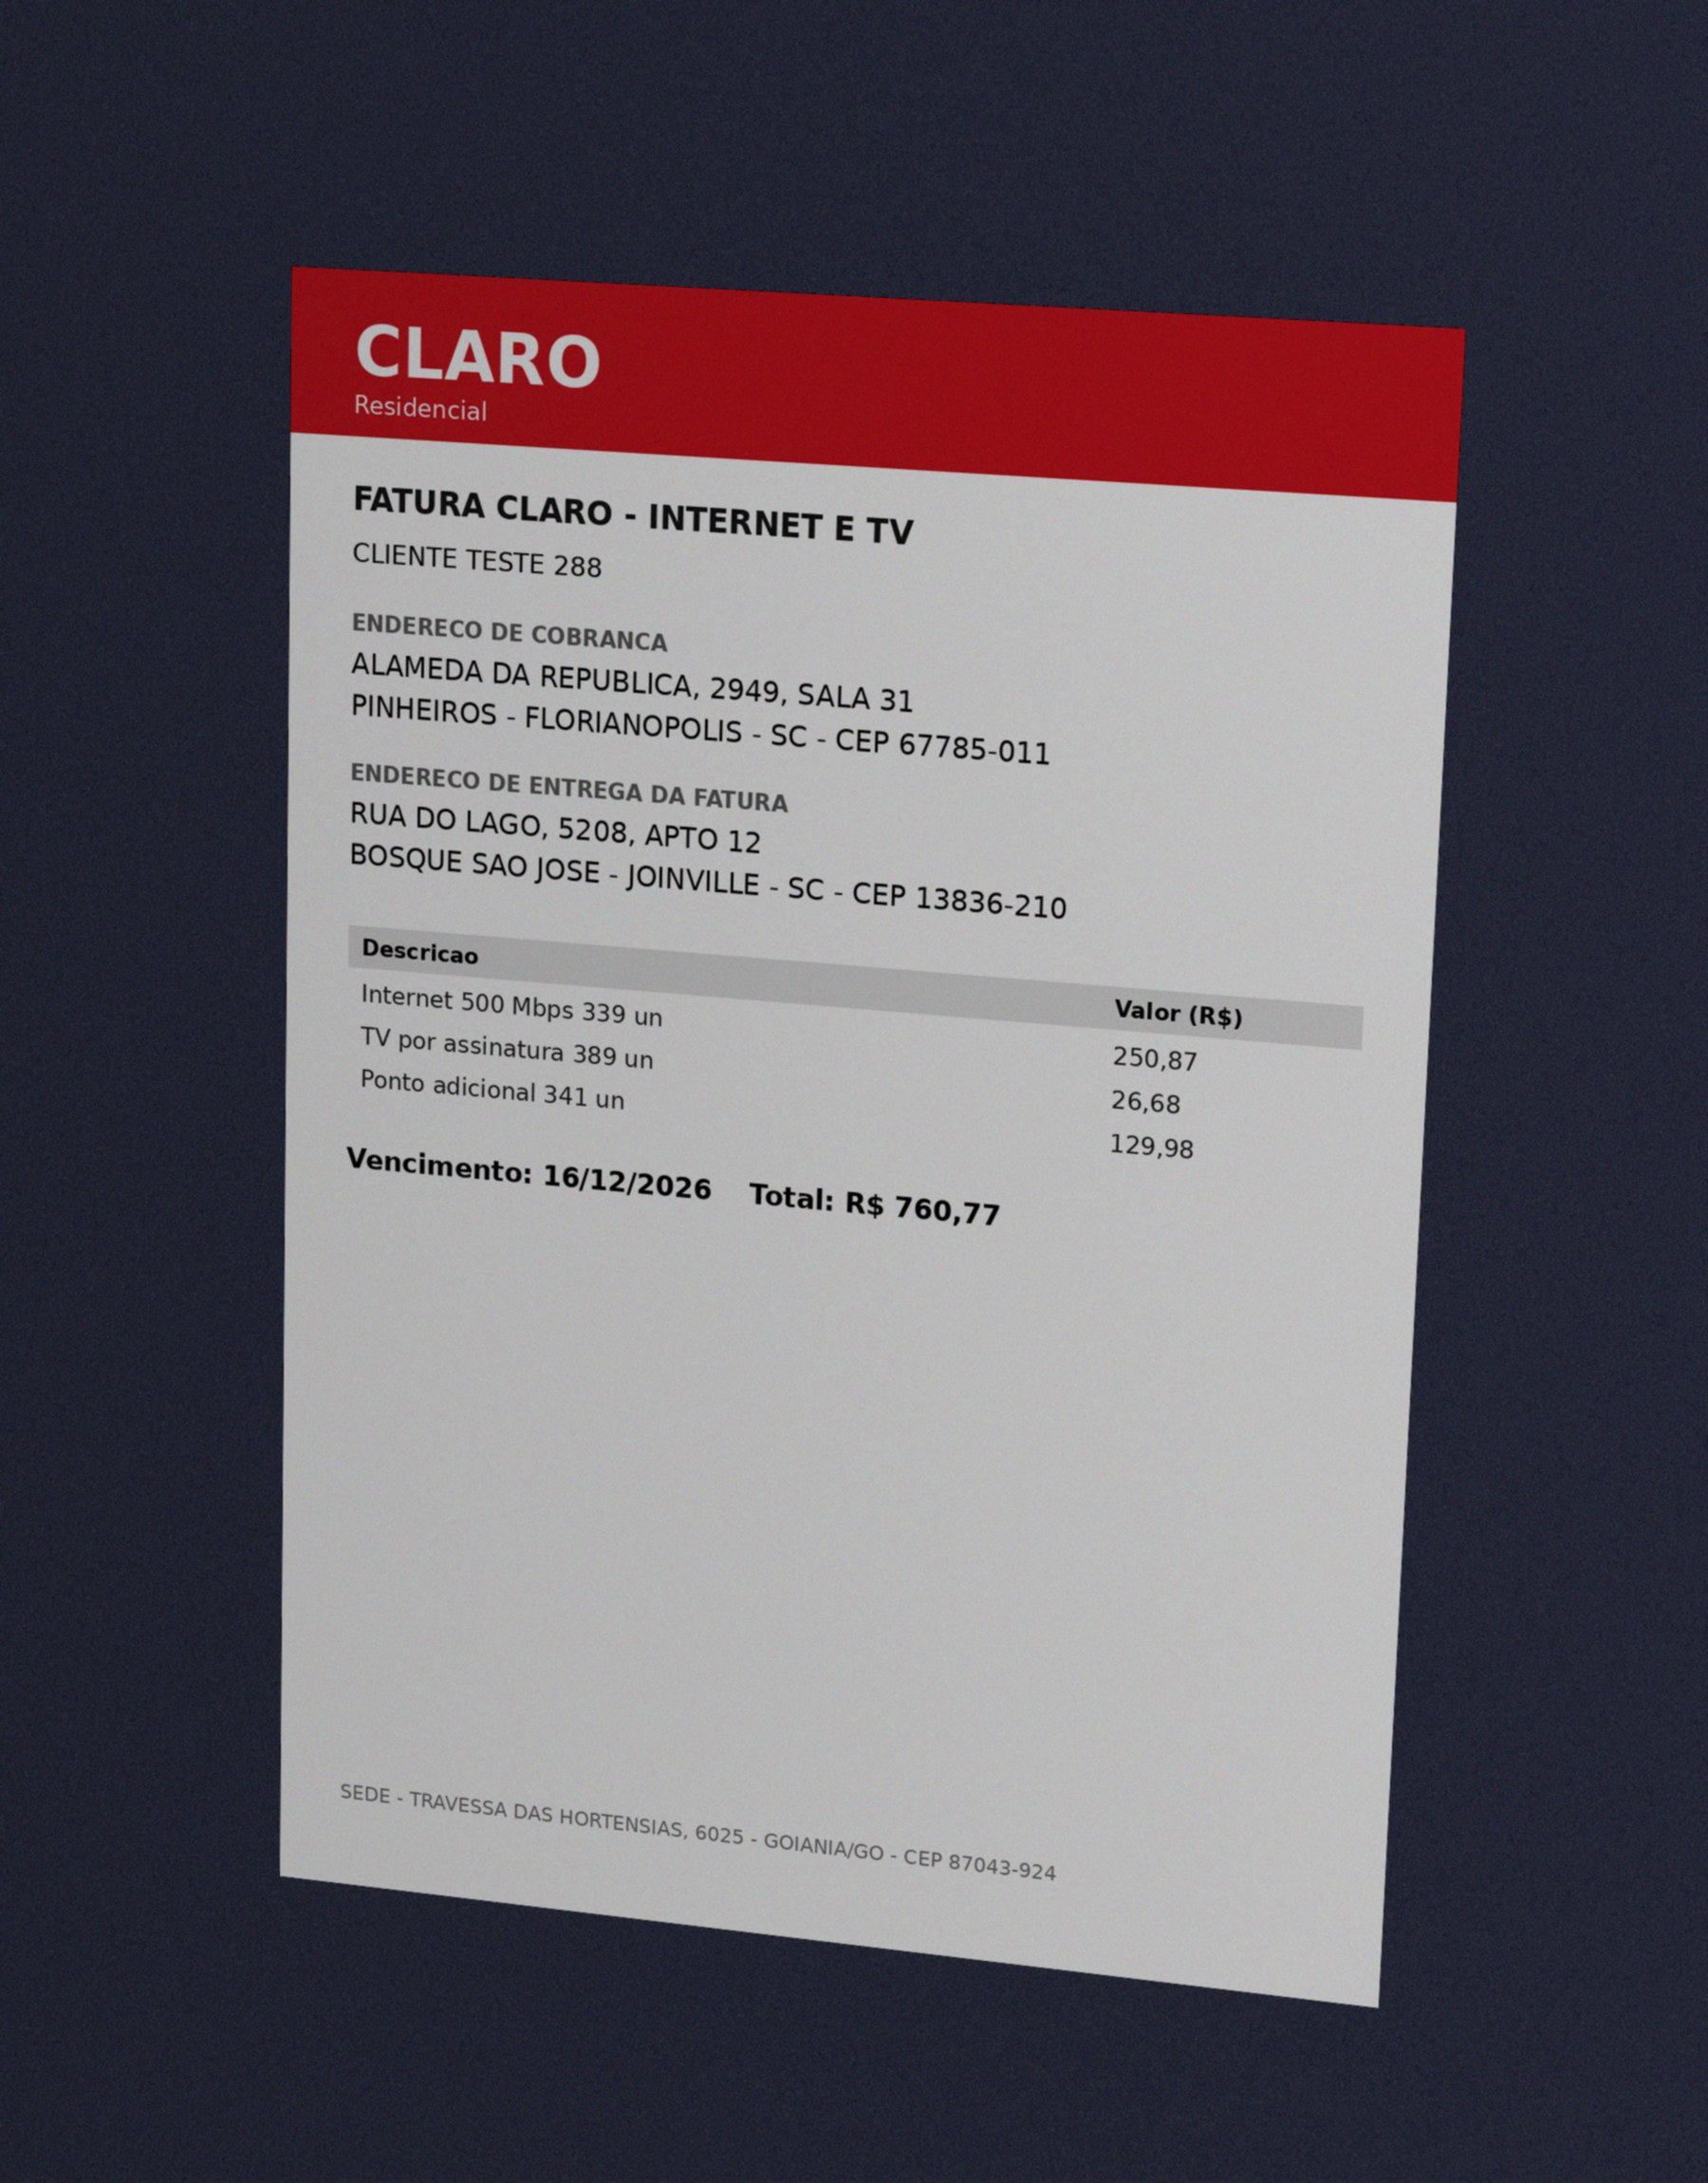 CLARO
Residencial
FATURA CLARO - INTERNET E TV
CLIENTE TESTE 288
ENDERECO DE COBRANCA
ALAMEDA DA REPUBLICA, 2949, SALA 31
PINHEIROS - FLORIANOPOLIS - SC - CEP 67785-011
ENDERECO DE ENTREGA DA FATURA
RUA DO LAGO, 5208, APTO 12
BOSQUE SAO JOSE - JOINVILLE - SC - CEP 13836-210
Descricao Valor (R$)
Internet 500 Mbps 339 un 250,87
TV por assinatura 389 un 26,68
Ponto adicional 341 un 129,98
Vencimento: 16/12/2026 Total: R$ 760,77
SEDE - TRAVESSA DAS HORTENSIAS, 6025 - GOIANIA/GO - CEP 87043-924